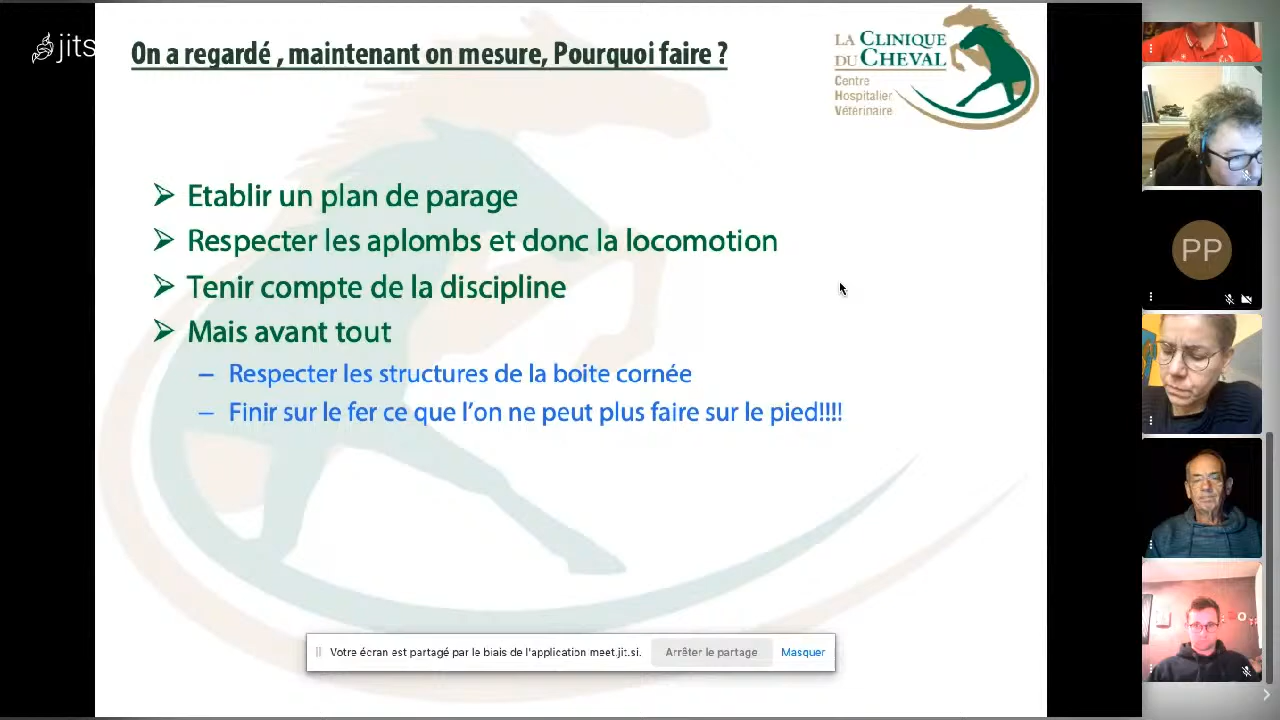 jits
On a regardé , maintenant on mesure, Pourquoi faire ?
LA CLINIQUE
DU CHEVAL
Centre
Hospitalier
Vétérinaire
Etablir un plan de parage
Respecter les aplombs et donc la locomotion
Tenir compte de la discipline
Mais avant tout
– Respecter les structures de la boite cornée
– Finir sur le fer ce que l’on ne peut plus faire sur le pied!!!!
PP
Votre écran est partagé par le biais de l'application meet.jit.si.
Arrêter le partage
Masquer